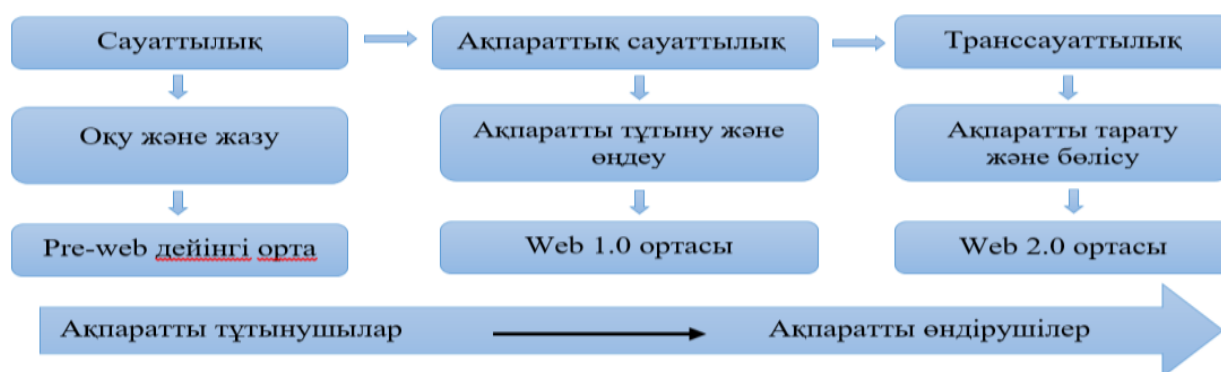 Сауаттылық
Ақпараттық сауаттылық
Транссауаттылық
Оқу және жазу
Ақпаратты тұтыну және
өңдеу
Ақпаратты тарату
және бөлісу
Pre-web дейінгі орта
Web 1.0 ортасы
Web 2.0 ортасы
Ақпаратты тұтынушылар
Ақпаратты өндірушілер